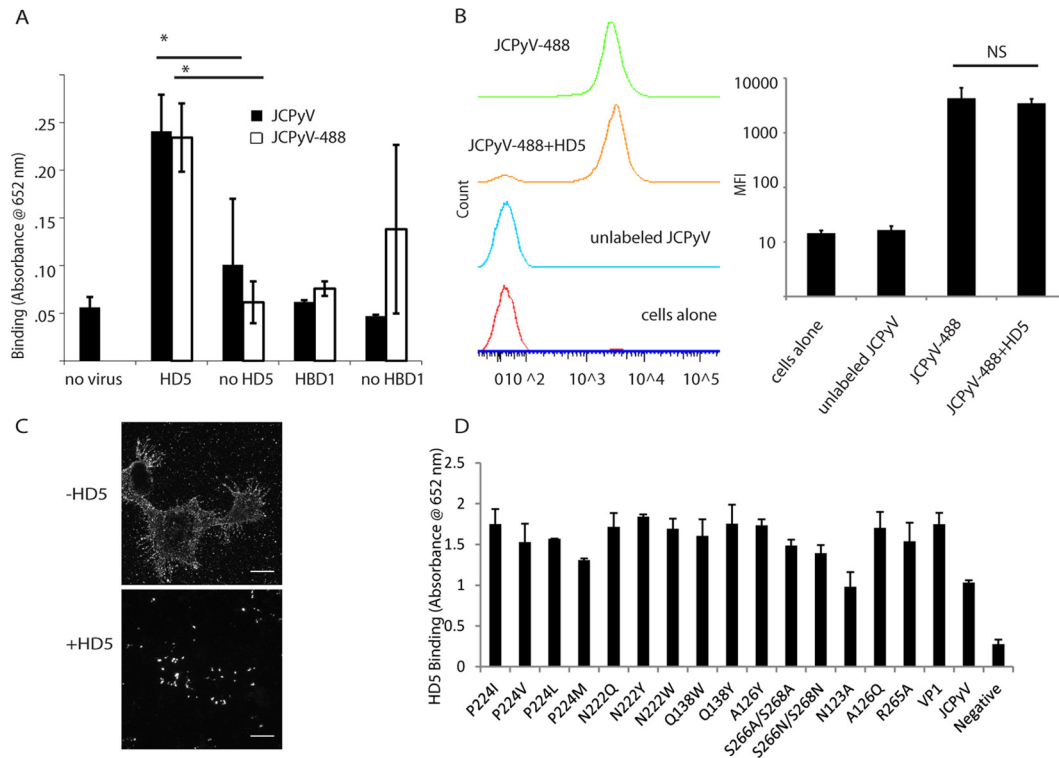 A
*
*
JCPyV
JCPyV-488
.25
.20
.15
.10
.05
Binding (Absorbance @ 652 nm)
no virus
HD5
no HD5
HBD1
no HBD1
B
JCPyV-488
JCPyV-488+HD5
unlabeled JCPyV
cells alone
Count
010 ^2
10^3
10^4
10^5
NS
10000
1000
100
10
MFI
cells alone
unlabeled JCPyV
JCPyV-488
JCPyV-488+HD5
C
-HD5
+HD5
D
2.5
2
1.5
1
0.5
0
HD5 Binding (Absorbance @ 652 nm)
P224I
P224V
P224L
P224M
N222Q
N222Y
N222W
Q138W
Q138Y
A126Y
S266A/S268A
S266N/S268N
N123A
A126Q
R265A
VP1
JCPyV
Negative